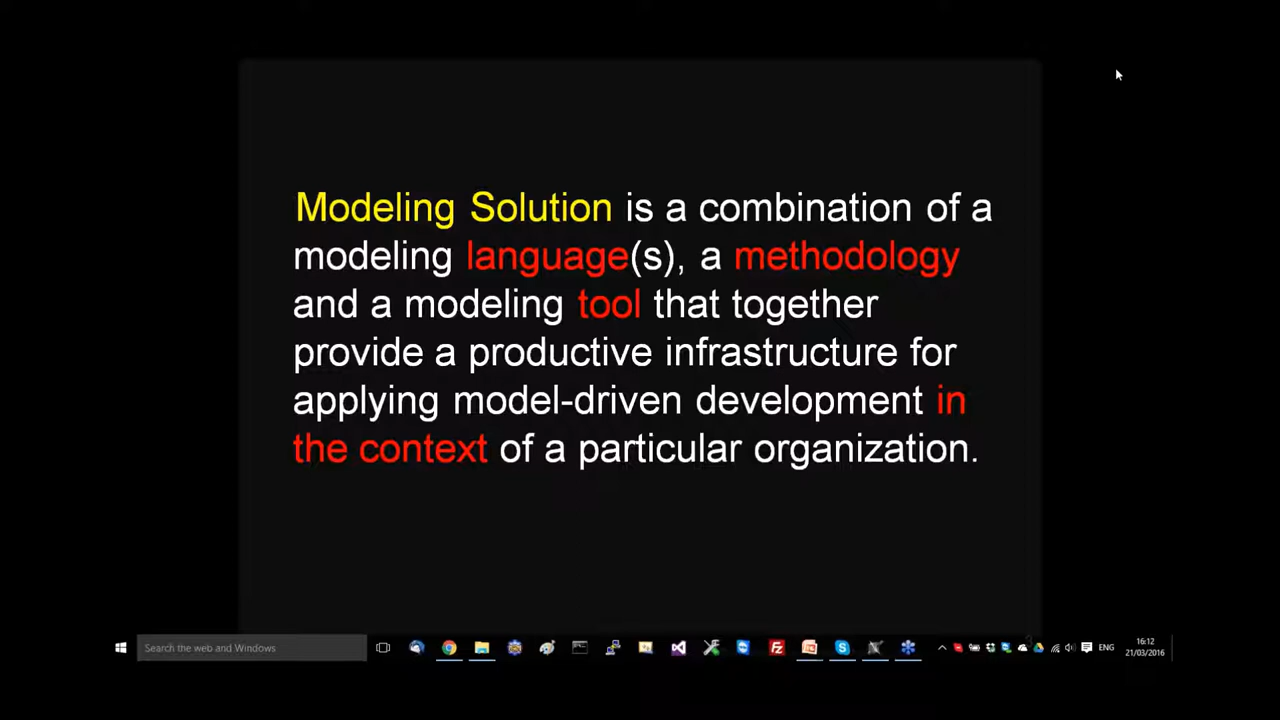 Modeling Solution is a combination of a
modeling language(s), a methodology
and a modeling tool that together
provide a productive infrastructure for
applying model-driven development in
the context of a particular organization.
Search the web and Windows
ENG
16:12
21/03/2016